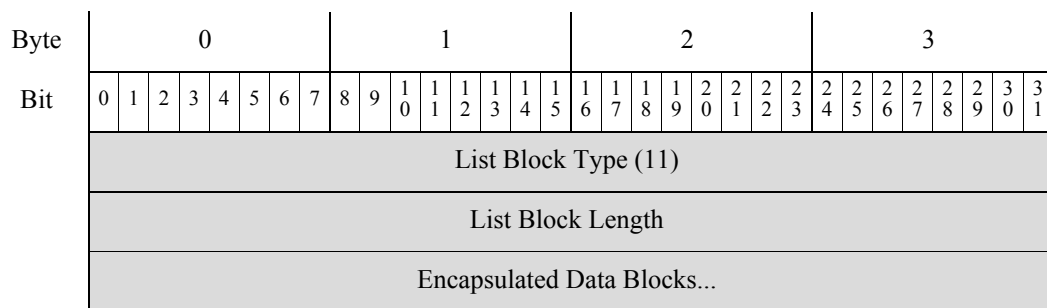 Byte 0 1 2 3
Bit 0 1 2 3 4 5 6 7 8 9 10 11 12 13 14 15 16 17 18 19 20 21 22 23 24 25 26 27 28 29 30 31
List Block Type (11)
List Block Length
Encapsulated Data Blocks...